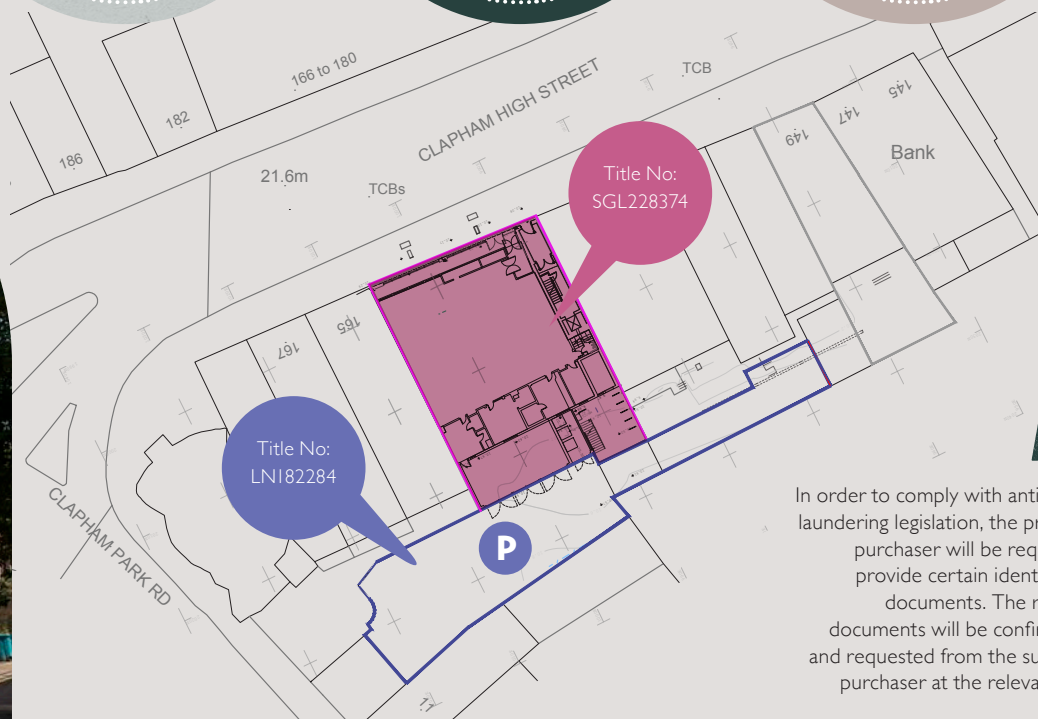 166 to 180
182
186
CLAPHAM HIGH STREET
TCB
145
147
149
Bank
21.6m
TCBs
Title No:
SGL228374
165
167
Title No:
LN182284
P
CLAPHAM PARK RD
11
In order to comply with anti
laundering legislation, the pr
purchaser will be req
provide certain ident
documents. The r
documents will be confir
and requested from the su
purchaser at the releva